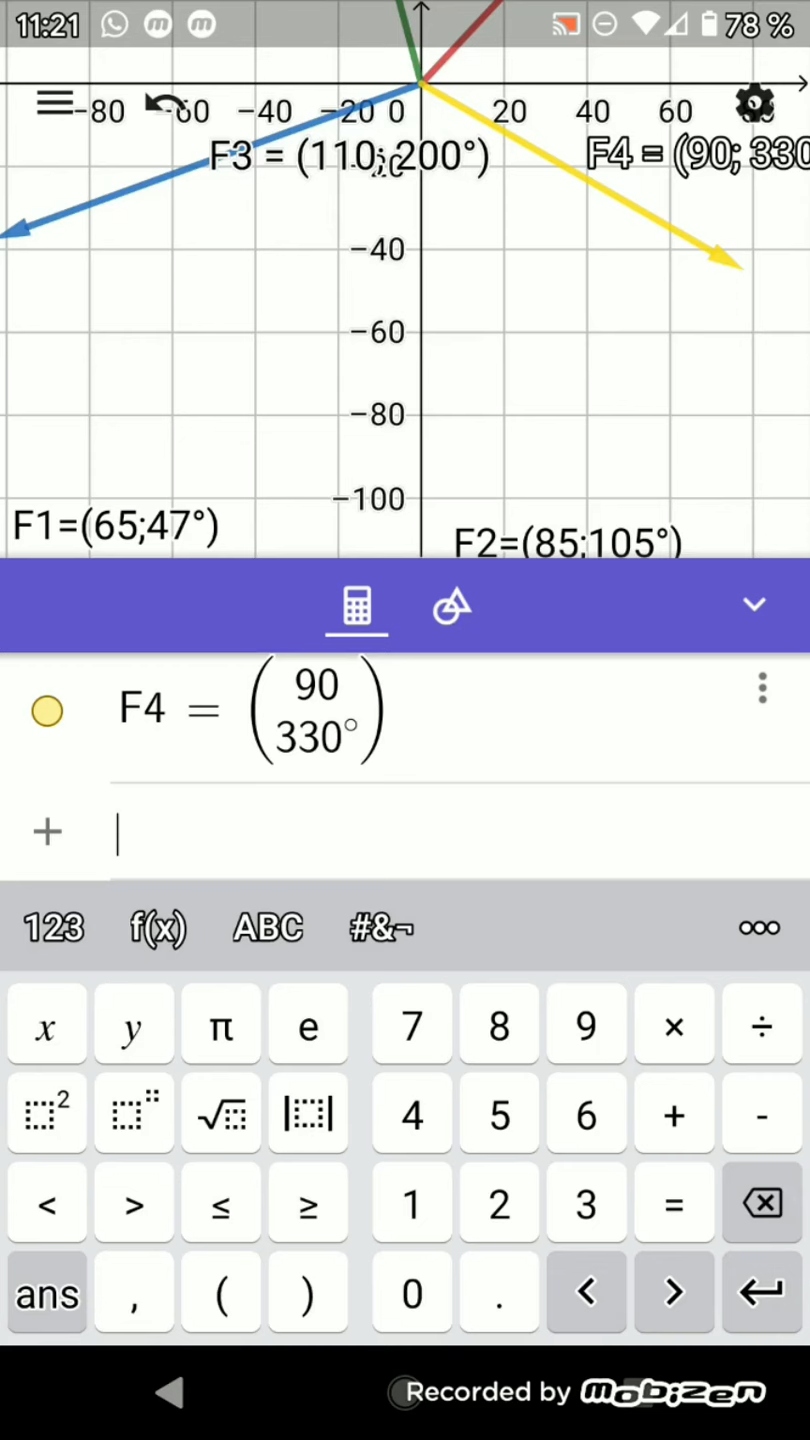 11:21 78 %
−80 −60 −40 −20 0 20 40 60
F3 = (110; 200°) F4 = (90; 330
−40
−60
−80
−100
F1=(65;47°)
F2=(85;105°)
F4 = (90
330°)
+
123 f(x) ABC #&¬ ooo
x y π e 7 8 9 × ÷
2 √ | | 4 5 6 + -
< > ≤ ≥ 1 2 3 =
ans , ( ) 0 . < >
Recorded by mobizen